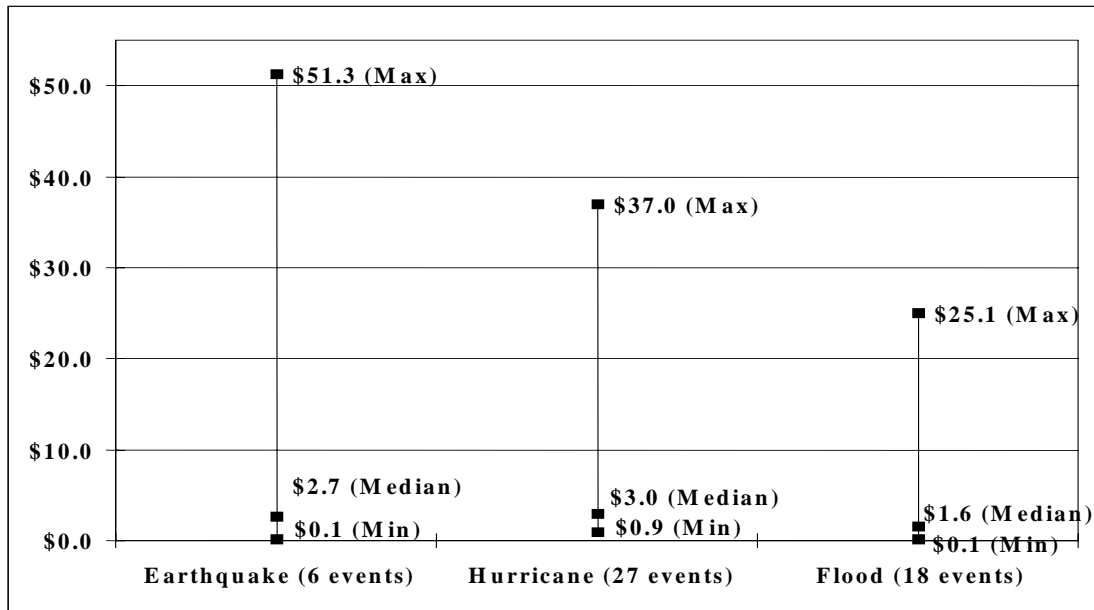 $50.0
$40.0
$30.0
$20.0
$10.0
$0.0
$51.3 (Max)
$2.7 (Median)
$0.1 (Min)
$37.0 (Max)
$3.0 (Median)
$0.9 (Min)
$25.1 (Max)
$1.6 (Median)
$0.1 (Min)
Earthquake (6 events)
Hurricane (27 events)
Flood (18 events)